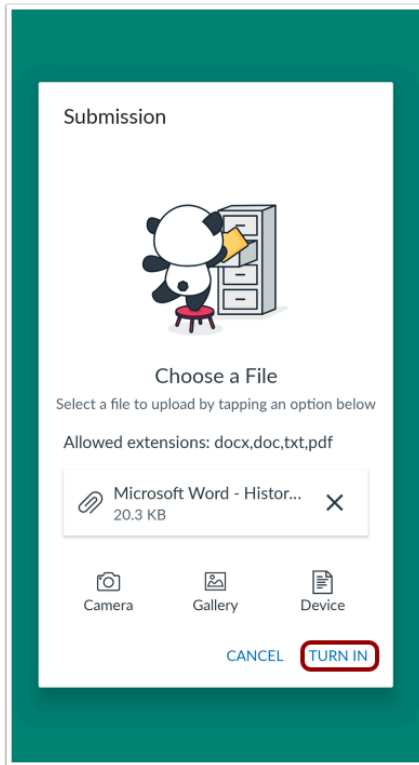 Submission
Choose a File
Select a file to upload by tapping an option below
Allowed extensions: docx,doc,txt,pdf
Microsoft Word - Histor...
20.3 KB
Camera Gallery Device
CANCEL TURN IN